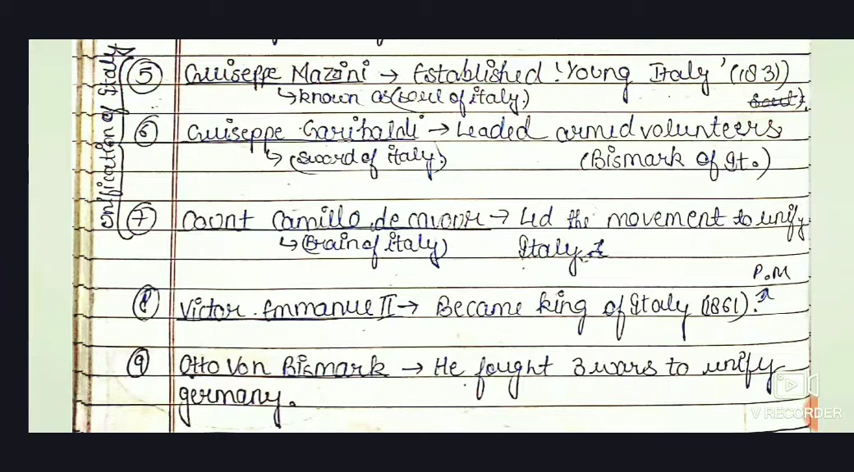 Unification of Italy
⑤ Guiseppe Mazzini → Established 'Young Italy' (1831)
↳ known as (soul of italy)
⑥ Guiseppe Garibaldi → Leaded armed volunteers
↳ (Sword of italy) (Bismark of It.)
⑦ Count Camillo de cavour → Led the movement to unify
↳ (Brain of Italy) Italy.
P.M
⑧ Victor Emmanue II → Became king of Italy (1861).
⑨ Otto Von Bismark → He fought 3 wars to unify
germany.
V RECORDER